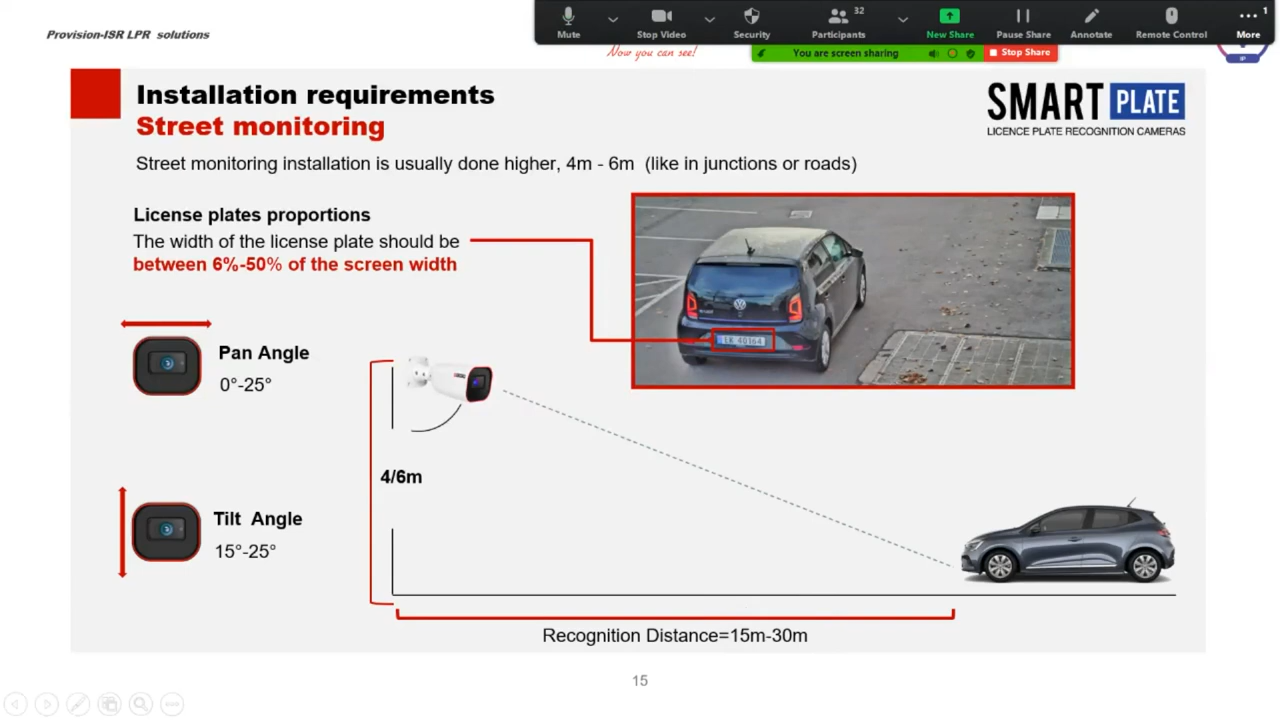 Provision-ISR LPR solutions
Mute
Stop Video
Security
Participants
32
New Share
Pause Share
Annotate
Remote Control
More
1
Now you can see!
You are screen sharing
Stop Share
IP
Installation requirements
Street monitoring
SMART PLATE
LICENCE PLATE RECOGNITION CAMERAS
Street monitoring installation is usually done higher, 4m - 6m (like in junctions or roads)
License plates proportions
The width of the license plate should be
between 6%-50% of the screen width
LK 40164
Pan Angle
0°-25°
4/6m
Tilt Angle
15°-25°
Recognition Distance=15m-30m
15